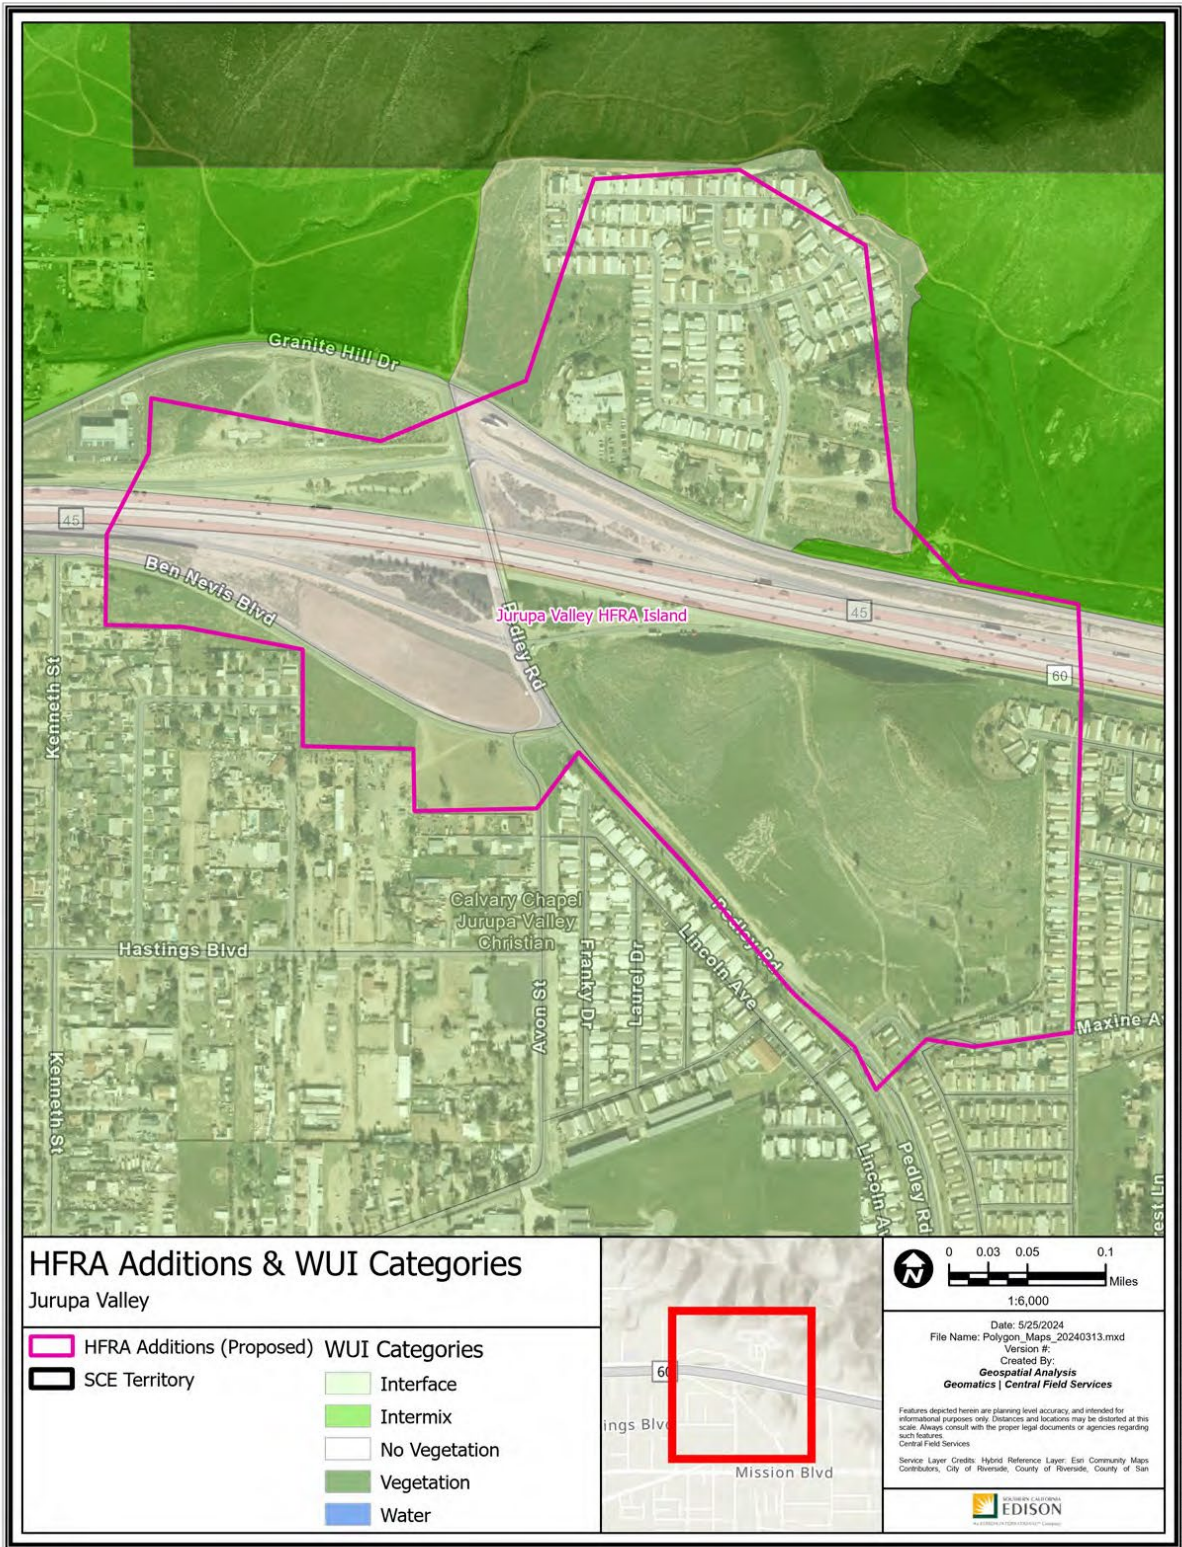 Granite Hill Dr
45
Ben Nevis Blvd
Jurupa Valley HFRA Island
45
Pedley Rd
60
Kenneth St
Calvary Chapel
Jurupa Valley
Christian
Hastings Blvd
Franky Dr
Laurel Dr
Lincoln Ave
Pedley Rd
Avon St
Maxine A
Kenneth St
Lincoln A
Pedley Rd
est Ln
HFRA Additions & WUI Categories
Jurupa Valley
HFRA Additions (Proposed)
SCE Territory
WUI Categories
Interface
Intermix
No Vegetation
Vegetation
Water
60
ings Blv
Mission Blvd
N
0 0.03 0.05 0.1
Miles
1:6,000
Date: 5/25/2024
File Name: Polygon_Maps_20240313.mxd
Version #:
Created By:
Geospatial Analysis
Geomatics | Central Field Services
Features depicted herein are planning level accuracy, and intended for
informational purposes only. Distances and locations may be distorted at this
scale. Always consult with the proper legal documents or agencies regarding
such features.
Central Field Services
Service Layer Credits: Hybrid Reference Layer: Esri Community Maps
Contributors, City of Riverside, County of Riverside, County of San
SOUTHERN CALIFORNIA
EDISON